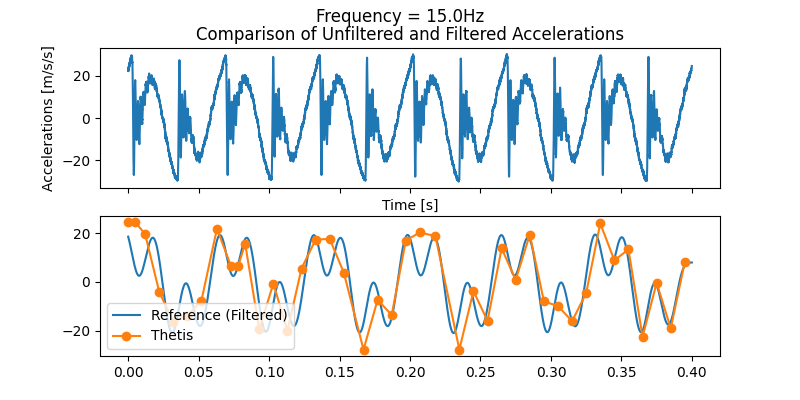 Frequency = 15.0Hz
Comparison of Unfiltered and Filtered Accelerations
Accelerations [m/s/s]
20
0
−20
Time [s]
20
0
−20
Reference (Filtered)
Thetis
0.00 0.05 0.10 0.15 0.20 0.25 0.30 0.35 0.40